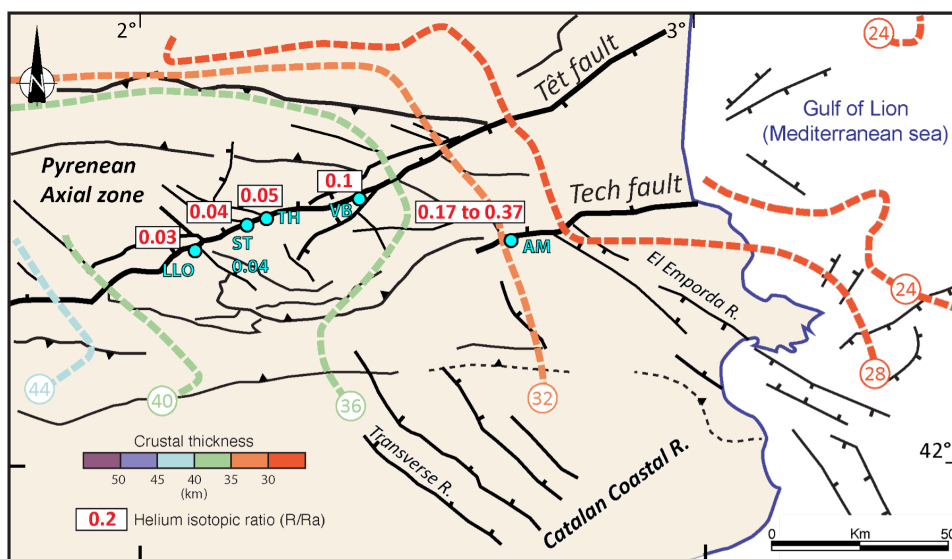 2°
3°
24
Têt fault
Gulf of Lion
(Mediterranean sea)
N
Pyrenean
Axial zone
0.1
0.05
0.04
0.03
0.17 to 0.37
Tech fault
VB
TH
ST
LLO
0.04
AM
El Emporda R.
24
28
44
40
36
32
Crustal thickness
50 45 40 35 30
(km)
0.2 Helium isotopic ratio (R/Ra)
Transverse R.
Catalan Coastal R.
42°
0 Km 50